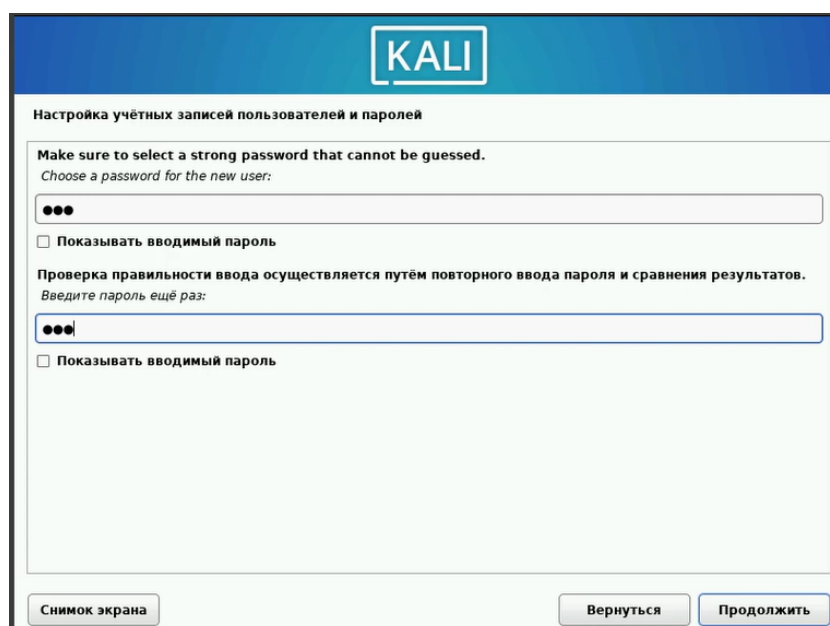 KALI
Настройка учётных записей пользователей и паролей
Make sure to select a strong password that cannot be guessed.
Choose a password for the new user:
●●●
Показывать вводимый пароль
Проверка правильности ввода осуществляется путём повторного ввода пароля и сравнения результатов.
Введите пароль ещё раз:
●●●
Показывать вводимый пароль
Снимок экрана
Вернуться
Продолжить